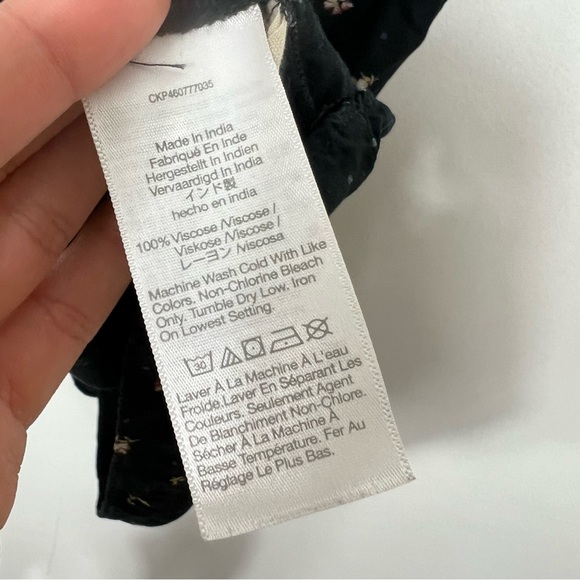 CKP460777035
Made In India
Fabriqué En Inde
Hergestellt In Indien
Vervaardigd In India
インド製
hecho en india
100% Viscose /Viscose /
Viskose /Viscose /
レーヨン /Viscosa
Machine Wash Cold With Like
Colors. Non-Chlorine Bleach
Only. Tumble Dry Low. Iron
On Lowest Setting.
30
Laver À La Machine À L'eau
Froide. Laver En Séparant Les
Couleurs. Seulement Agent
De Blanchiment Non-Chlore.
Sécher À La Machine À
Basse Température. Fer Au
Réglage Le Plus Bas.